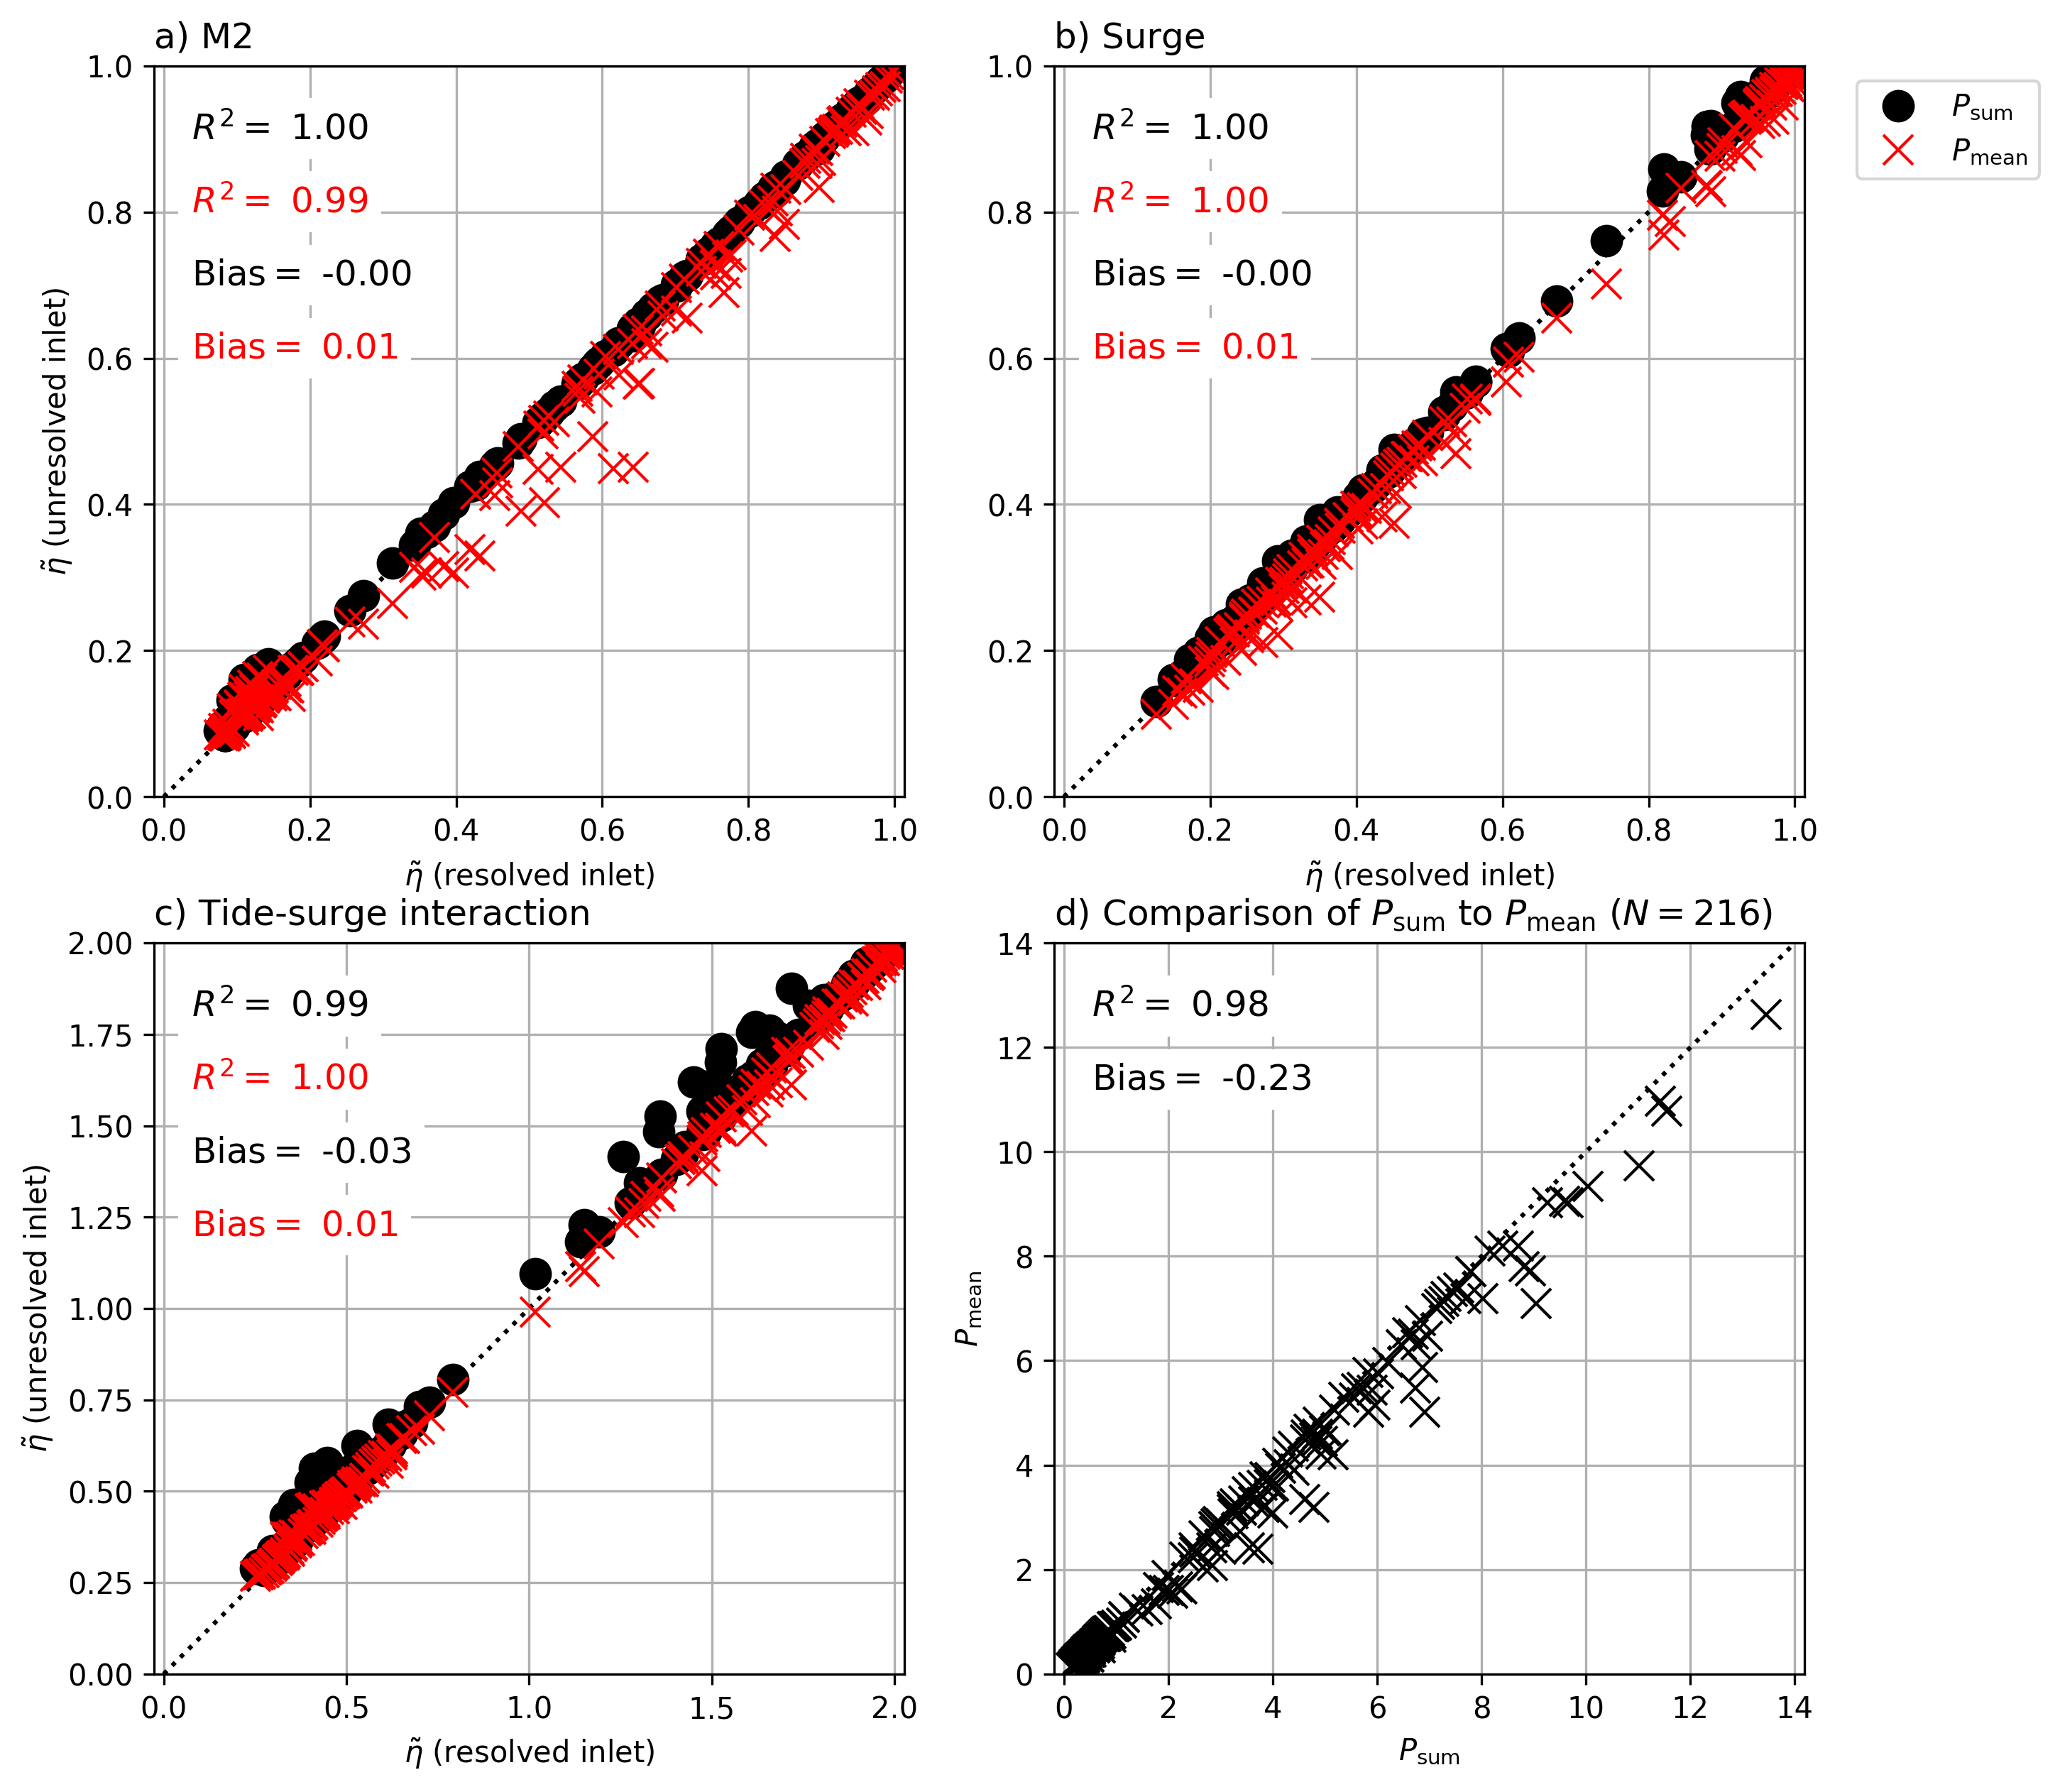 a) M2
1.0
0.8
0.6
0.4
0.2
0.0
R² = 1.00
R² = 0.99
Bias = -0.00
Bias = 0.01
η̃ (unresolved inlet)
0.0 0.2 0.4 0.6 0.8 1.0
η̃ (resolved inlet)
b) Surge
1.0
0.8
0.6
0.4
0.2
0.0
R² = 1.00
R² = 1.00
Bias = -0.00
Bias = 0.01
0.0 0.2 0.4 0.6 0.8 1.0
η̃ (resolved inlet)
P_sum
P_mean
c) Tide-surge interaction
2.00
1.75
1.50
1.25
1.00
0.75
0.50
0.25
0.00
R² = 0.99
R² = 1.00
Bias = -0.03
Bias = 0.01
η̃ (unresolved inlet)
0.0 0.5 1.0 1.5 2.0
η̃ (resolved inlet)
d) Comparison of P_sum to P_mean (N = 216)
14
12
10
8
6
4
2
0
R² = 0.98
Bias = -0.23
P_mean
0 2 4 6 8 10 12 14
P_sum